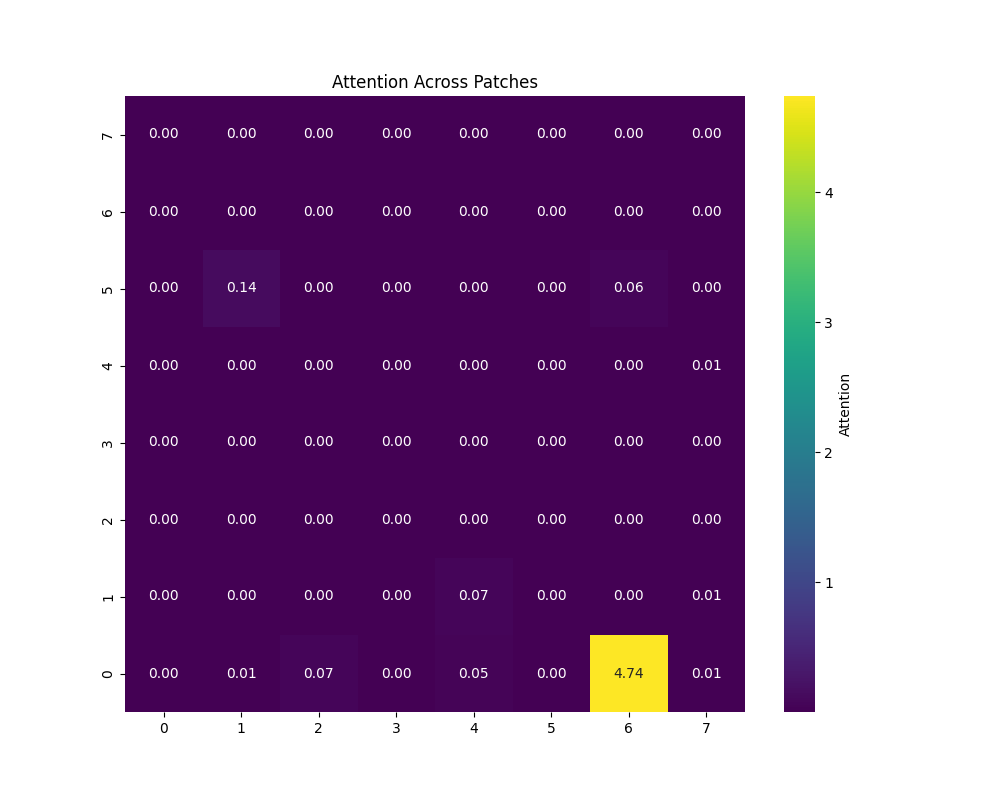 Attention Across Patches
7 0.00 0.00 0.00 0.00 0.00 0.00 0.00 0.00
4
6 0.00 0.00 0.00 0.00 0.00 0.00 0.00 0.00
5 0.00 0.14 0.00 0.00 0.00 0.00 0.06 0.00
3
4 0.00 0.00 0.00 0.00 0.00 0.00 0.00 0.01
Attention
3 0.00 0.00 0.00 0.00 0.00 0.00 0.00 0.00
2
2 0.00 0.00 0.00 0.00 0.00 0.00 0.00 0.00
1
1 0.00 0.00 0.00 0.00 0.07 0.00 0.00 0.01
0 0.00 0.01 0.07 0.00 0.05 0.00 4.74 0.01
0 1 2 3 4 5 6 7